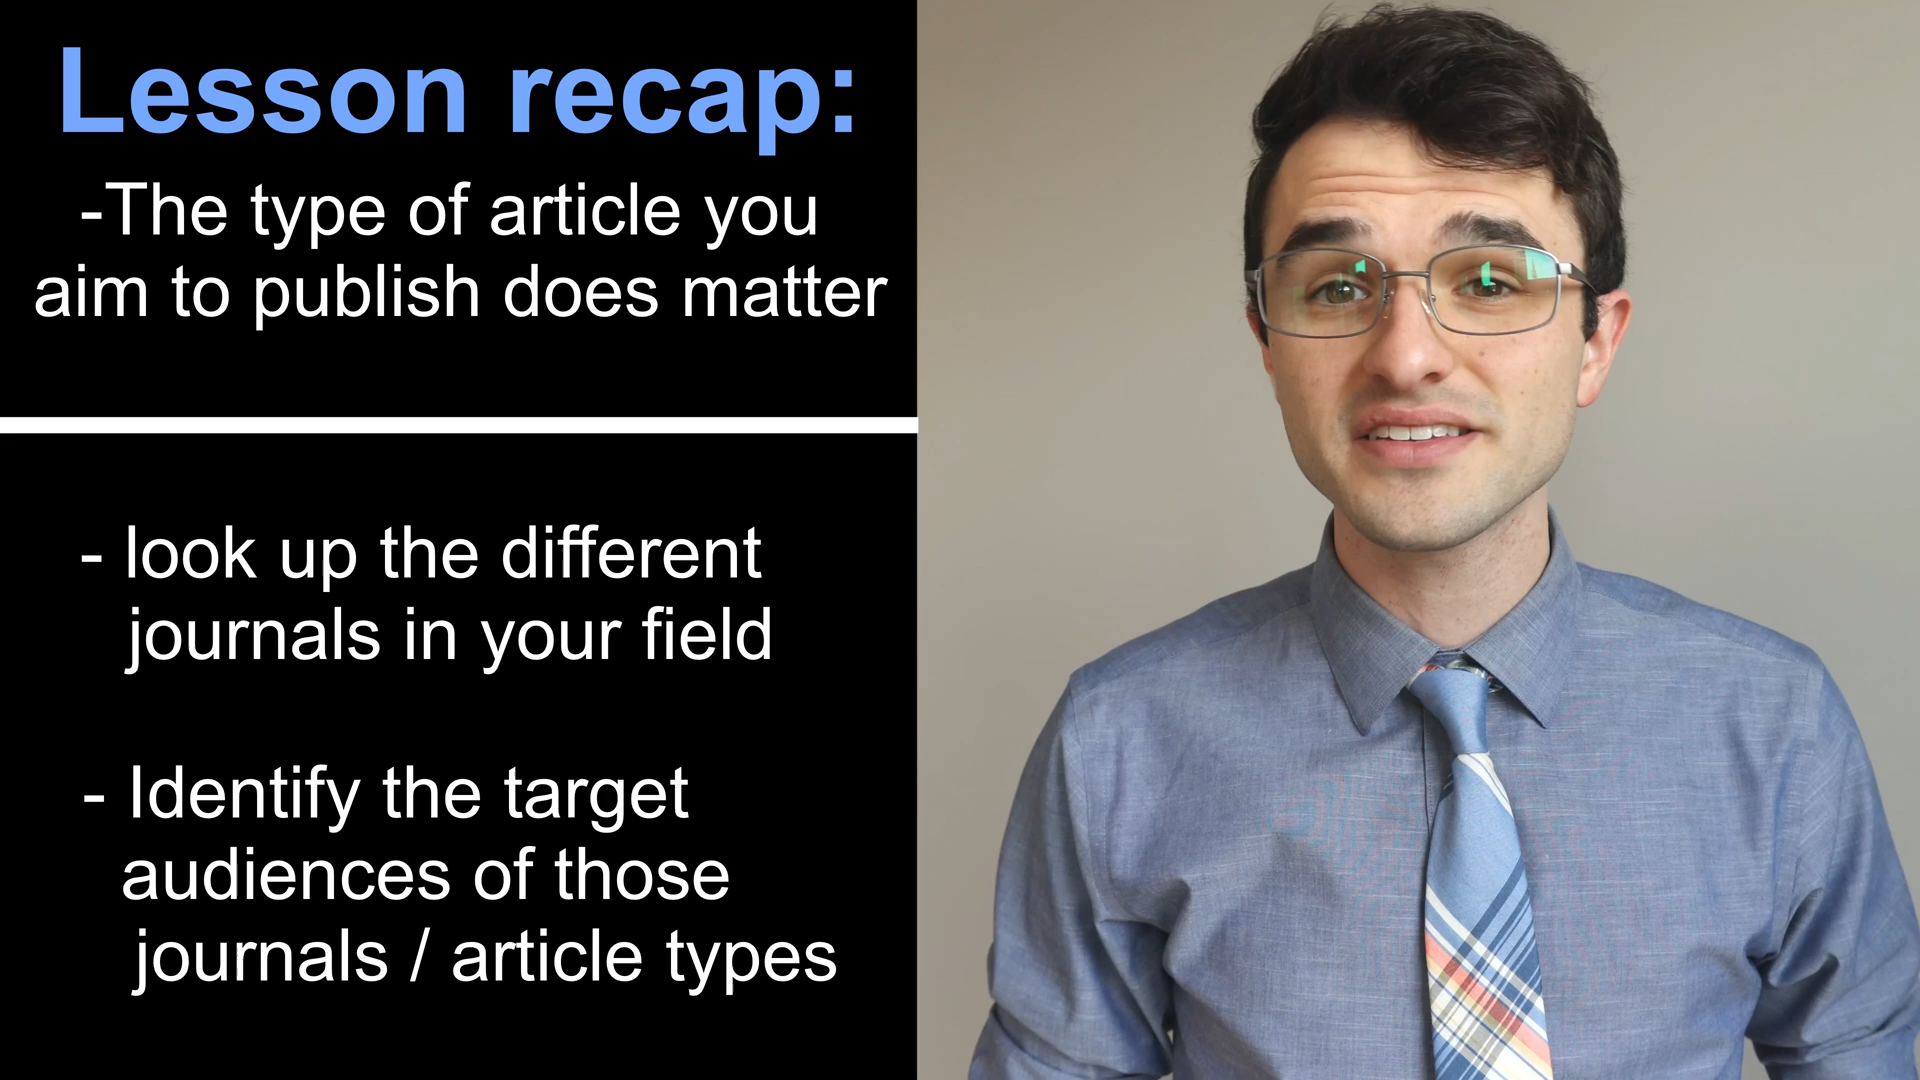 Lesson recap:
-The type of article you
aim to publish does matter
- look up the different
journals in your field
- Identify the target
audiences of those
journals / article types